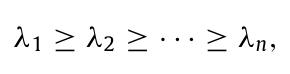 λ₁ ≥ λ₂ ≥ ⋯ ≥ λₙ,